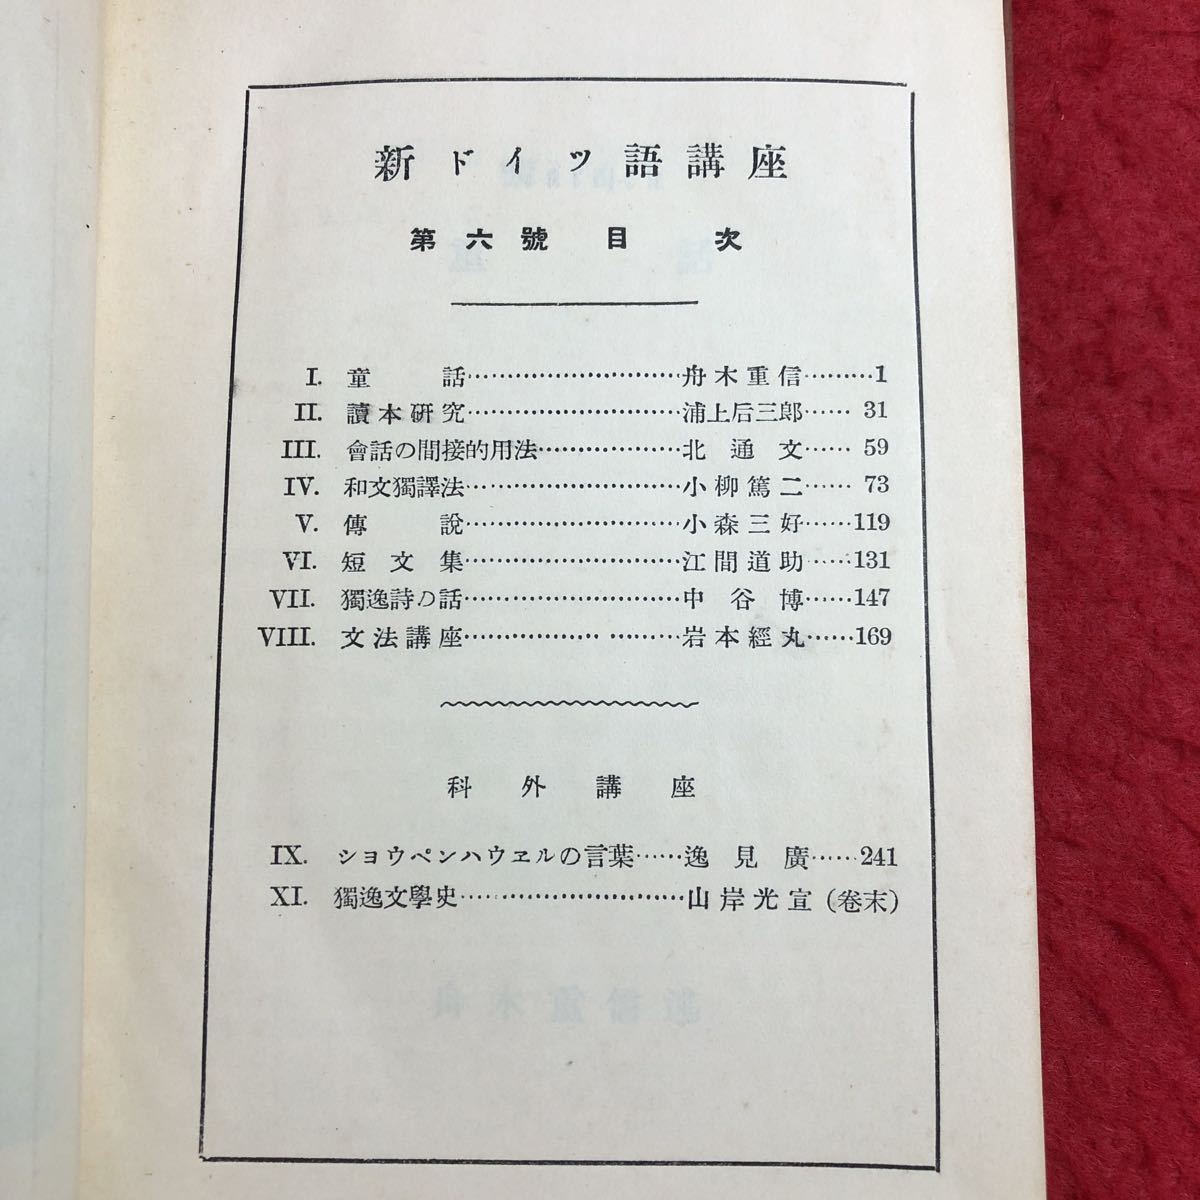 新ドイツ語講座
第六號 目次
I. 童話…………………………舟木重信………1
II. 讀本硏究…………………………浦上后三郎……31
III. 會話の間接的用法………………北通文……59
IV. 和文獨譯法…………………………小柳篤二……73
V. 傳說…………………………小森三好……119
VI. 短文集…………………………江間道助……131
VII. 獨逸詩の話…………………………中谷博……147
VIII. 文法講座………………………岩本經丸……169
科外講座
IX. ショウペンハウヱルの言葉……逸見廣……241
XI. 獨逸文學史…………………………山岸光宣(卷末)